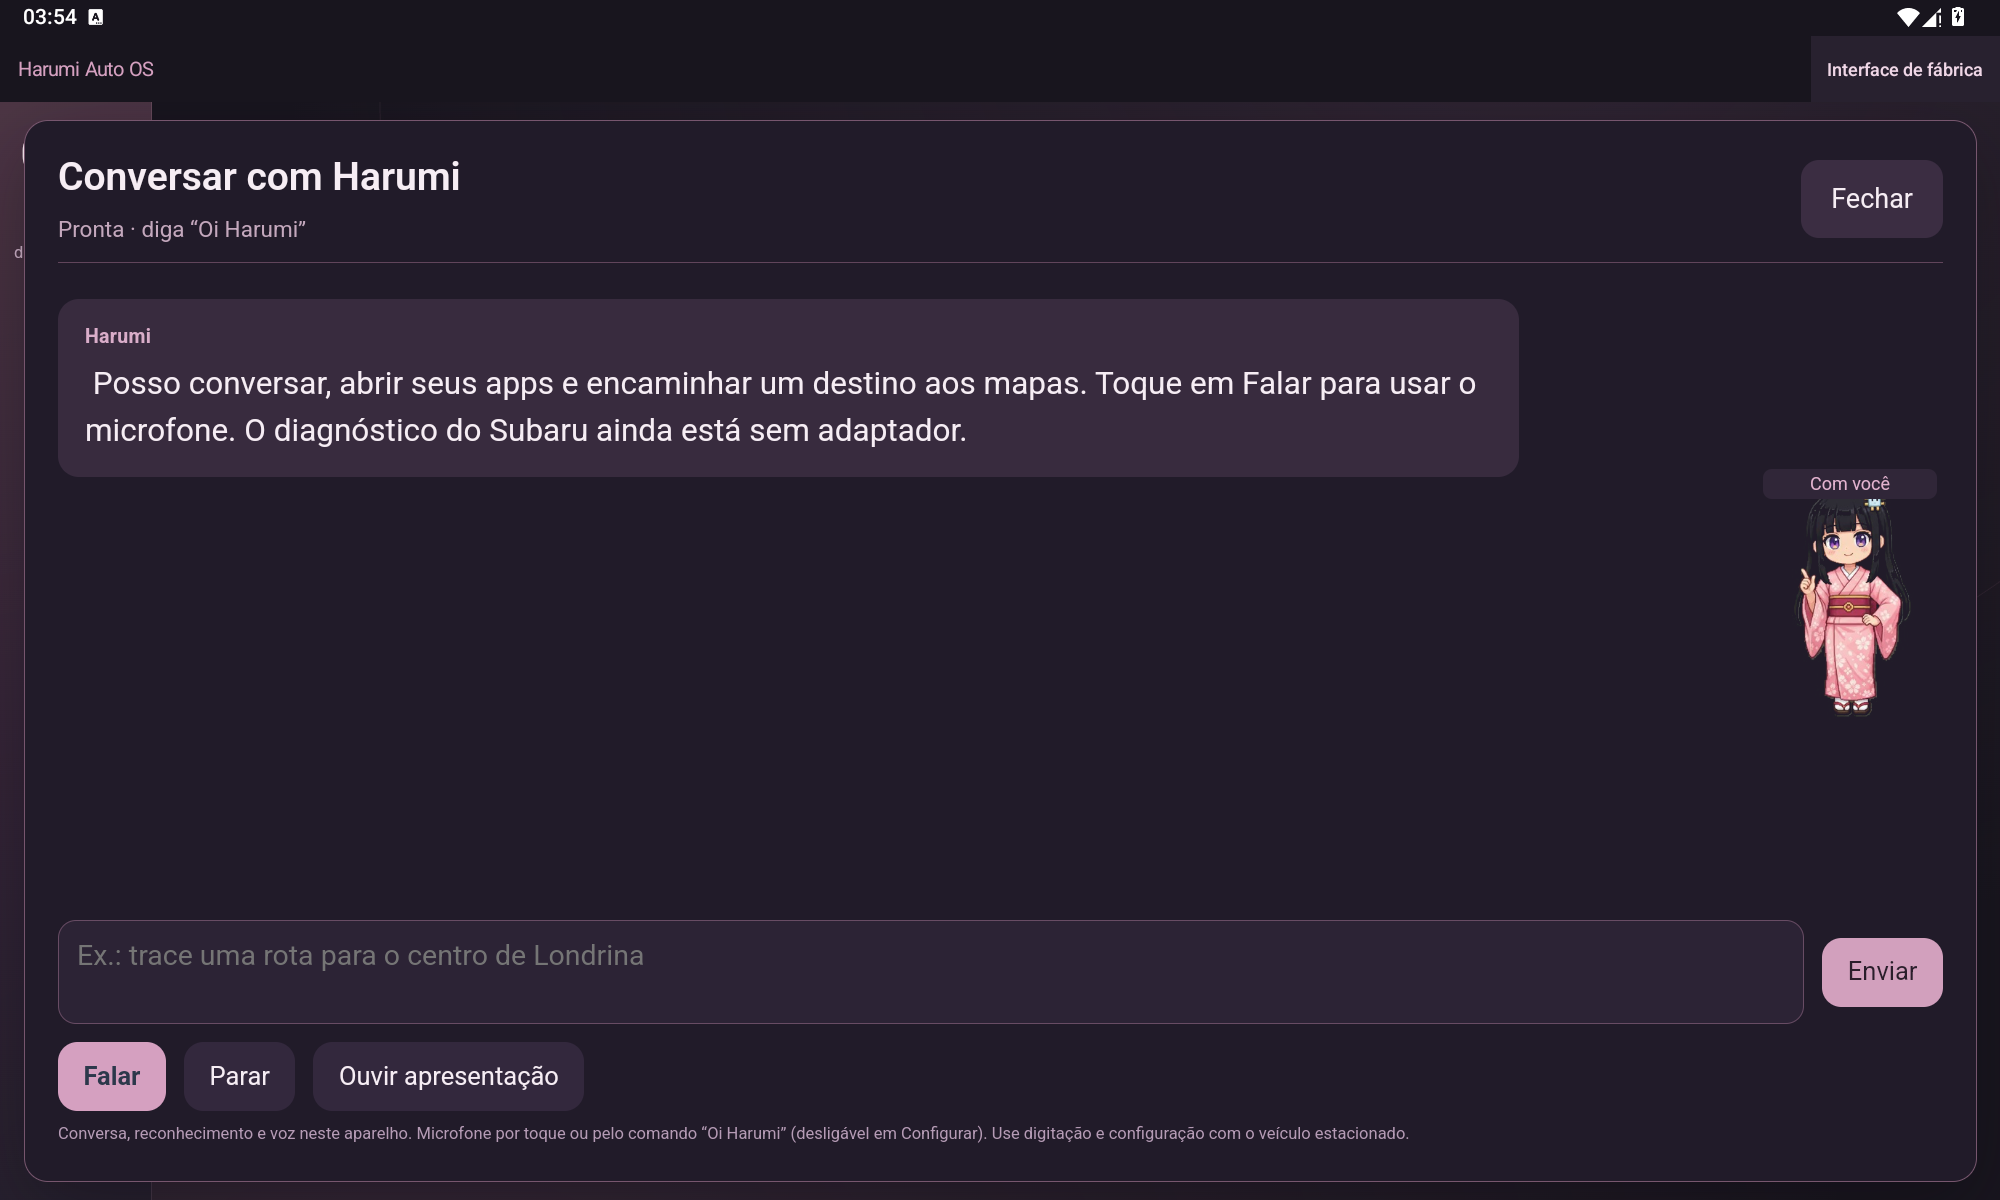 03:54
Harumi Auto OS
Interface de fábrica
Conversar com Harumi
Fechar
Pronta · diga “Oi Harumi”
d
Harumi
Posso conversar, abrir seus apps e encaminhar um destino aos mapas. Toque em Falar para usar o
microfone. O diagnóstico do Subaru ainda está sem adaptador.
Com você
Ex.: trace uma rota para o centro de Londrina
Enviar
Falar
Parar
Ouvir apresentação
Conversa, reconhecimento e voz neste aparelho. Microfone por toque ou pelo comando “Oi Harumi” (desligável em Configurar). Use digitação e configuração com o veículo estacionado.